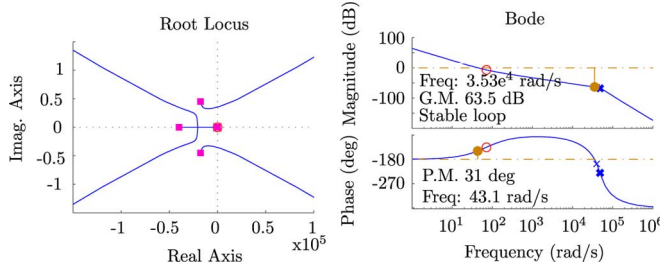 Root Locus
Imag. Axis
1
0.5
0
-0.5
-1
-1
-0.5
0
0.5
1
x10^5
Real Axis
Bode
Magnitude (dB)
100
0
-100
Freq: 3.53e^4 rad/s
G.M. 63.5 dB
Stable loop
Phase (deg)
-180
-270
P.M. 31 deg
Freq: 43.1 rad/s
10^1
10^2
10^3
10^4
10^5
10^6
Frequency (rad/s)